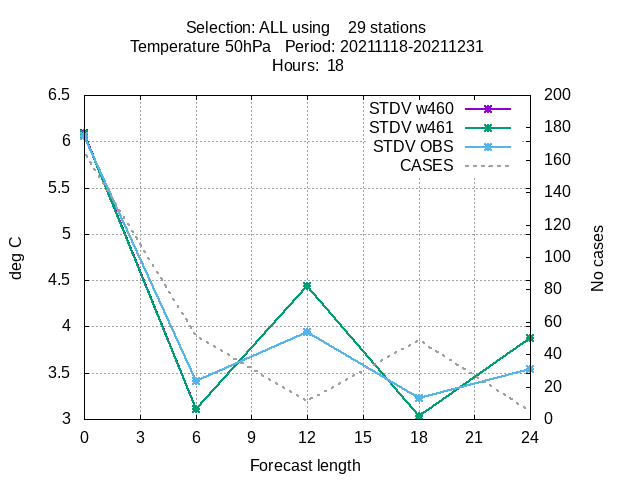 Selection: ALL using 29 stations
Temperature 50hPa Period: 20211118-20211231
Hours: 18
6.5
6
5.5
5
4.5
4
3.5
3
deg C
STDV w460
STDV w461
STDV OBS
CASES
200
180
160
140
120
100
80
60
40
20
0
No cases
0 3 6 9 12 15 18 21 24
Forecast length